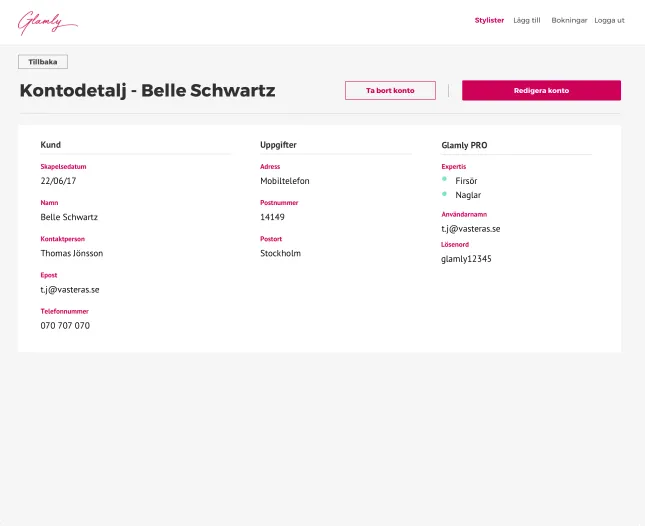 Glamly
Stylister Lägg till Bokningar Logga ut
Tillbaka
Kontodetalj - Belle Schwartz
Ta bort konto
Redigera konto
Kund
Skapelsedatum
22/06/17
Namn
Belle Schwartz
Kontaktperson
Thomas Jönsson
Epost
t.j@vasteras.se
Telefonnummer
070 707 070
Uppgifter
Adress
Mobiltelefon
Postnummer
14149
Postort
Stockholm
Glamly PRO
Expertis
Firsör
Naglar
Användarnamn
t.j@vasteras.se
Lösenord
glamly12345